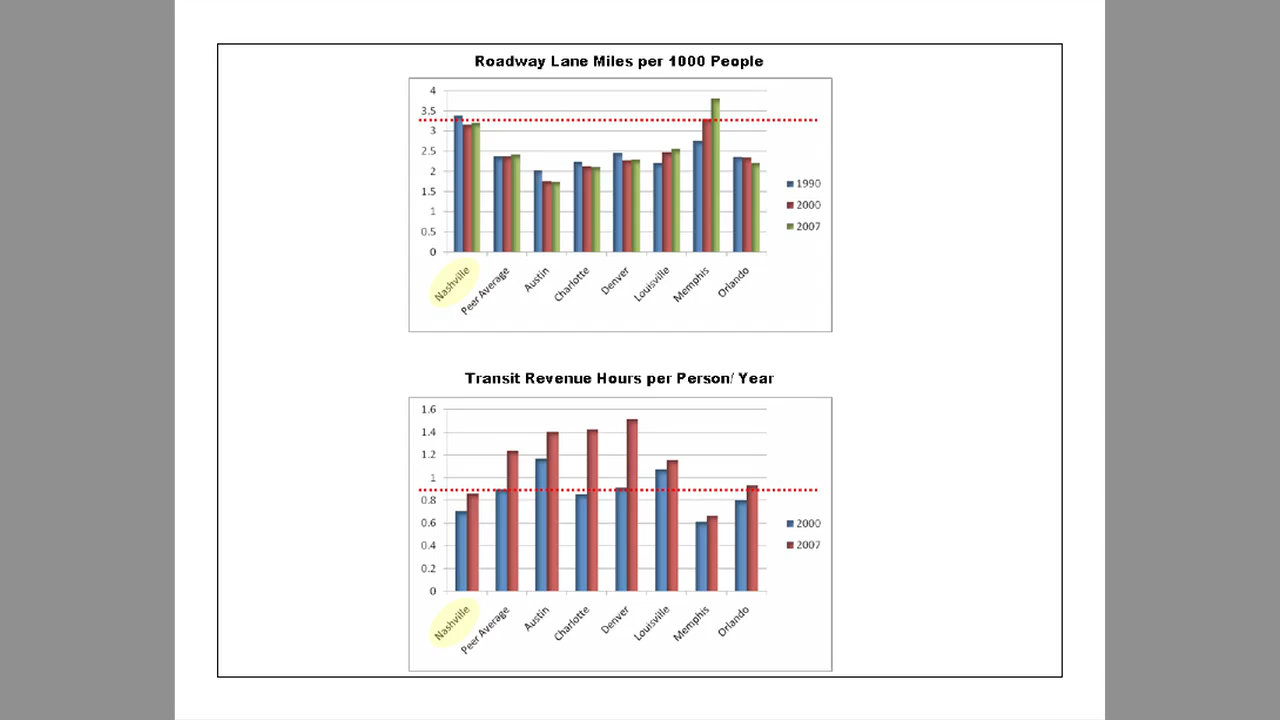 Roadway Lane Miles per 1000 People
4
3.5
3
2.5
2
1.5
1
0.5
0
1990
2000
2007
Nashville
Peer Average
Austin
Charlotte
Denver
Louisville
Memphis
Orlando
Transit Revenue Hours per Person/ Year
1.6
1.4
1.2
1
0.8
0.6
0.4
0.2
0
2000
2007
Nashville
Peer Average
Austin
Charlotte
Denver
Louisville
Memphis
Orlando